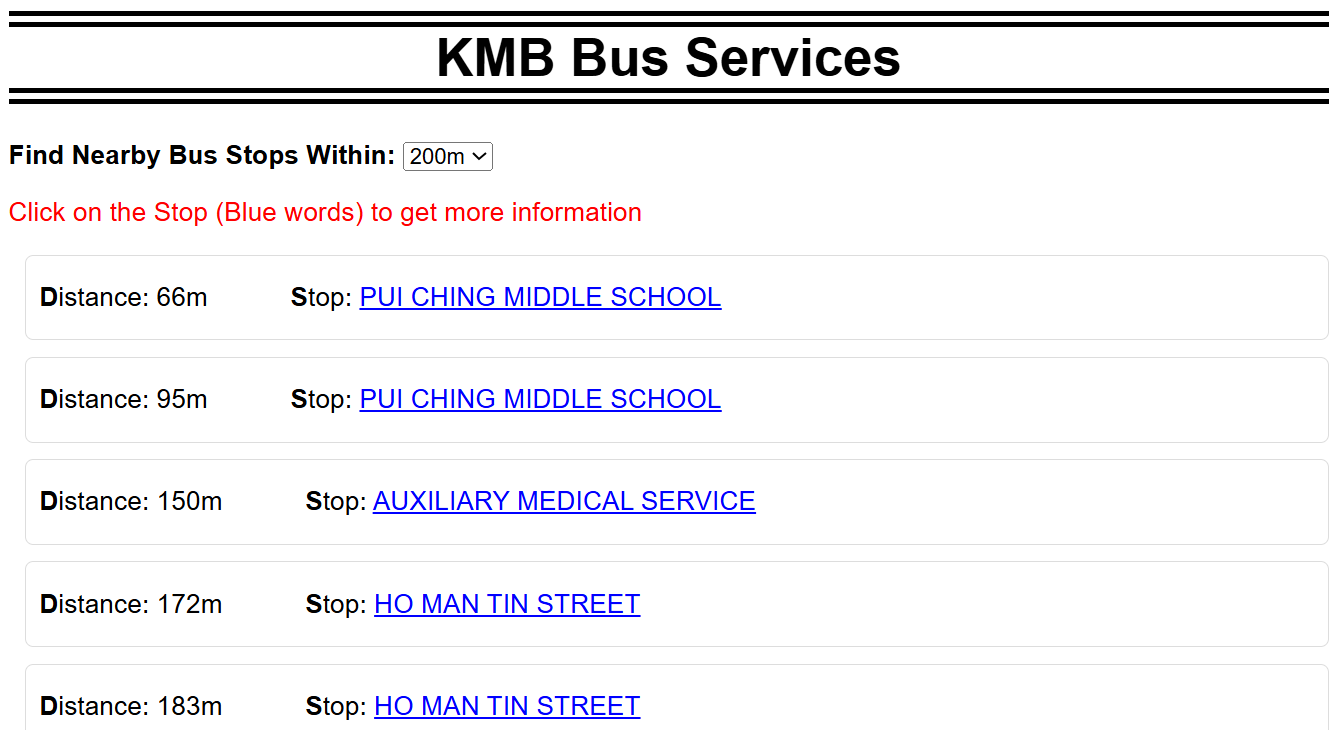 KMB Bus Services
Find Nearby Bus Stops Within: 200m
Click on the Stop (Blue words) to get more information
Distance: 66m Stop: PUI CHING MIDDLE SCHOOL
Distance: 95m Stop: PUI CHING MIDDLE SCHOOL
Distance: 150m Stop: AUXILIARY MEDICAL SERVICE
Distance: 172m Stop: HO MAN TIN STREET
Distance: 183m Stop: HO MAN TIN STREET